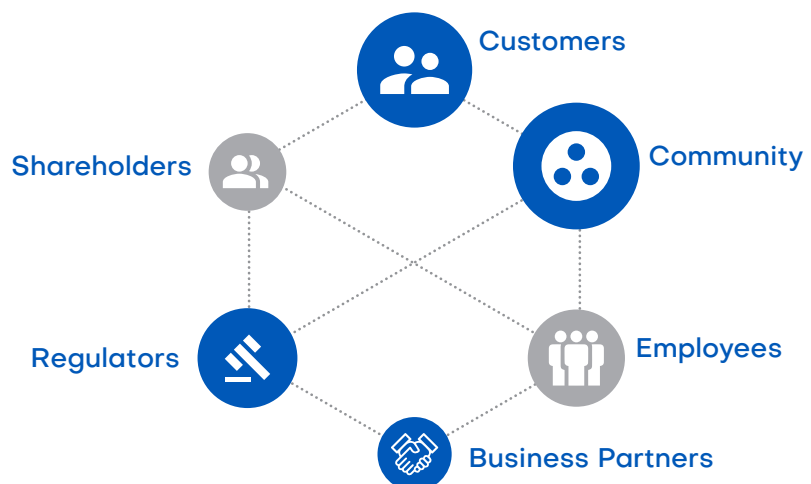 Customers
Community
Shareholders
Regulators
Employees
Business Partners